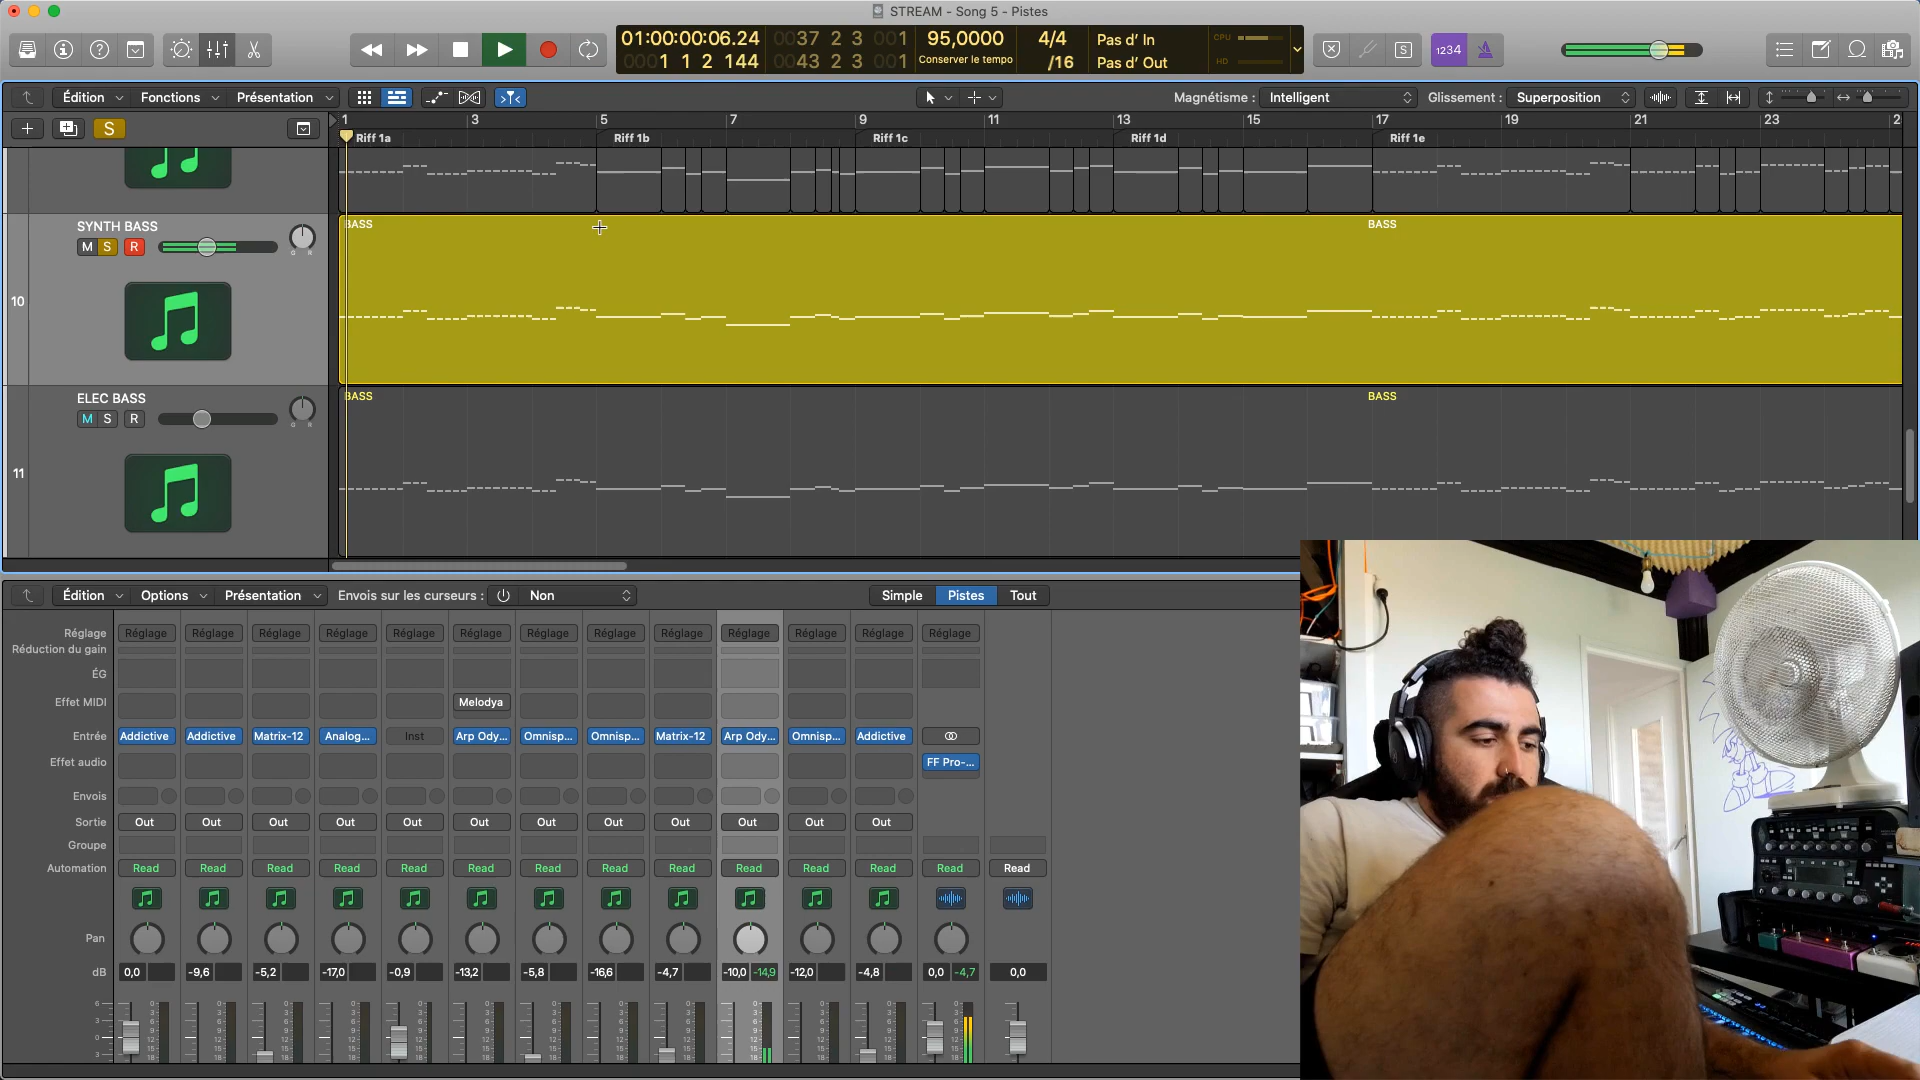 STREAM - Song 5 - Pistes
01:00:00:06.24
0037 2 3 001
95,0000
4/4
Pas d' In
CPU
0001 1 2 144
0043 2 3 001
Conserver le tempo
/16
Pas d' Out
HD
1234
Édition
Fonctions
Présentation
Magnétisme :
Intelligent
Glissement :
Superposition
S
1
3
5
7
9
11
13
15
17
19
21
23
Riff 1a
Riff 1b
Riff 1c
Riff 1d
Riff 1e
SYNTH BASS
M S R
10
BASS
BASS
ELEC BASS
M S R
11
BASS
BASS
Édition
Options
Présentation
Envois sur les curseurs :
Non
Simple
Pistes
Tout
Réglage
Réglage Réglage Réglage Réglage Réglage Réglage Réglage Réglage Réglage Réglage Réglage Réglage Réglage
Réduction du gain
ÉG
Effet MIDI
Melodya
Entrée
Addictive Addictive Matrix-12 Analog... Inst Arp Ody... Omnisp... Omnisp... Matrix-12 Arp Ody... Omnisp... Addictive
Effet audio
FF Pro-...
Envois
Sortie
Out Out Out Out Out Out Out Out Out Out Out Out
Groupe
Automation
Read Read Read Read Read Read Read Read Read Read Read Read Read Read
Pan
dB
0,0 -9,6 -5,2 -17,0 -0,9 -13,2 -5,8 -16,6 -4,7 -10,0 -14,9 -12,0 -4,8 0,0 -4,7 0,0